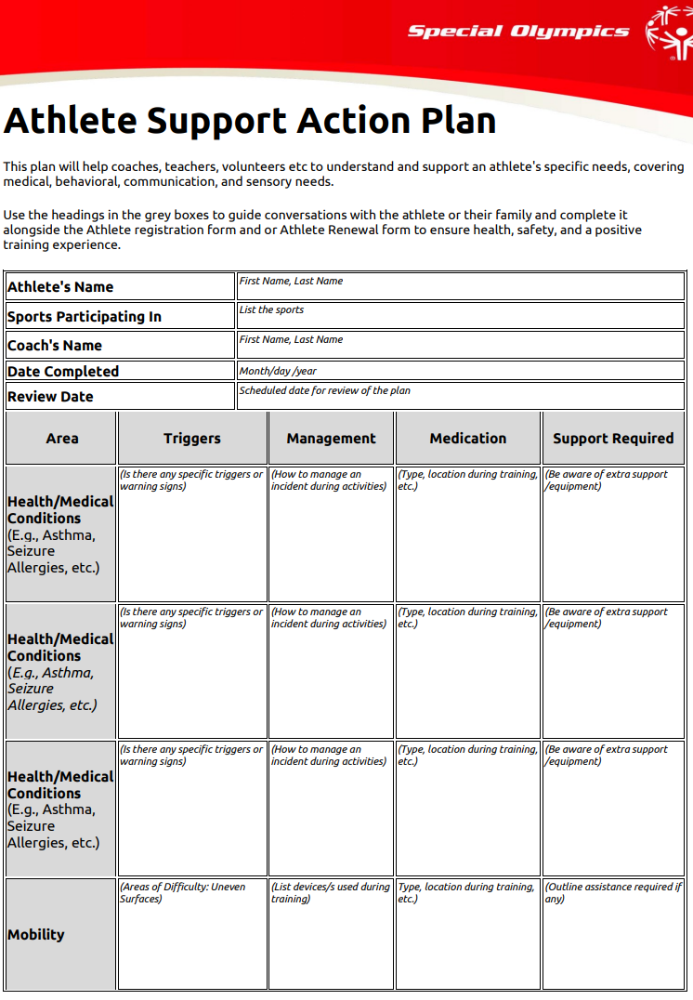 Special Olympics
Athlete Support Action Plan
This plan will help coaches, teachers, volunteers etc to understand and support an athlete's specific needs, covering
medical, behavioral, communication, and sensory needs.
Use the headings in the grey boxes to guide conversations with the athlete or their family and complete it
alongside the Athlete registration form and or Athlete Renewal form to ensure health, safety, and a positive
training experience.
Athlete's Name
First Name, Last Name
Sports Participating In
List the sports
Coach's Name
First Name, Last Name
Date Completed
Month/day /year
Review Date
Scheduled date for review of the plan
Area
Triggers
Management
Medication
Support Required
Health/Medical
Conditions
(E.g., Asthma,
Seizure
Allergies, etc.)
(Is there any specific triggers or
warning signs)
(How to manage an
incident during activities)
(Type, location during training,
etc.)
(Be aware of extra support
/equipment)
Health/Medical
Conditions
(E.g., Asthma,
Seizure
Allergies, etc.)
(Is there any specific triggers or
warning signs)
(How to manage an
incident during activities)
(Type, location during training,
etc.)
(Be aware of extra support
/equipment)
Health/Medical
Conditions
(E.g., Asthma,
Seizure
Allergies, etc.)
(Is there any specific triggers or
warning signs)
(How to manage an
incident during activities)
(Type, location during training,
etc.)
(Be aware of extra support
/equipment)
Mobility
(Areas of Difficulty: Uneven
Surfaces)
(List devices/s used during
training)
Type, location during training,
etc.)
(Outline assistance required if
any)